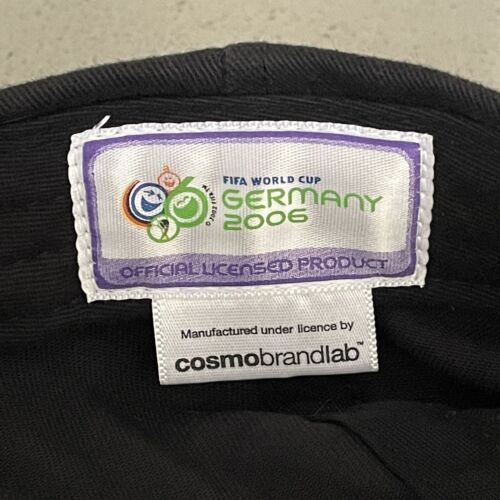 FIFA WORLD CUP
GERMANY
2006
OFFICIAL LICENSED PRODUCT
Manufactured under licence by
cosmobrandlab™